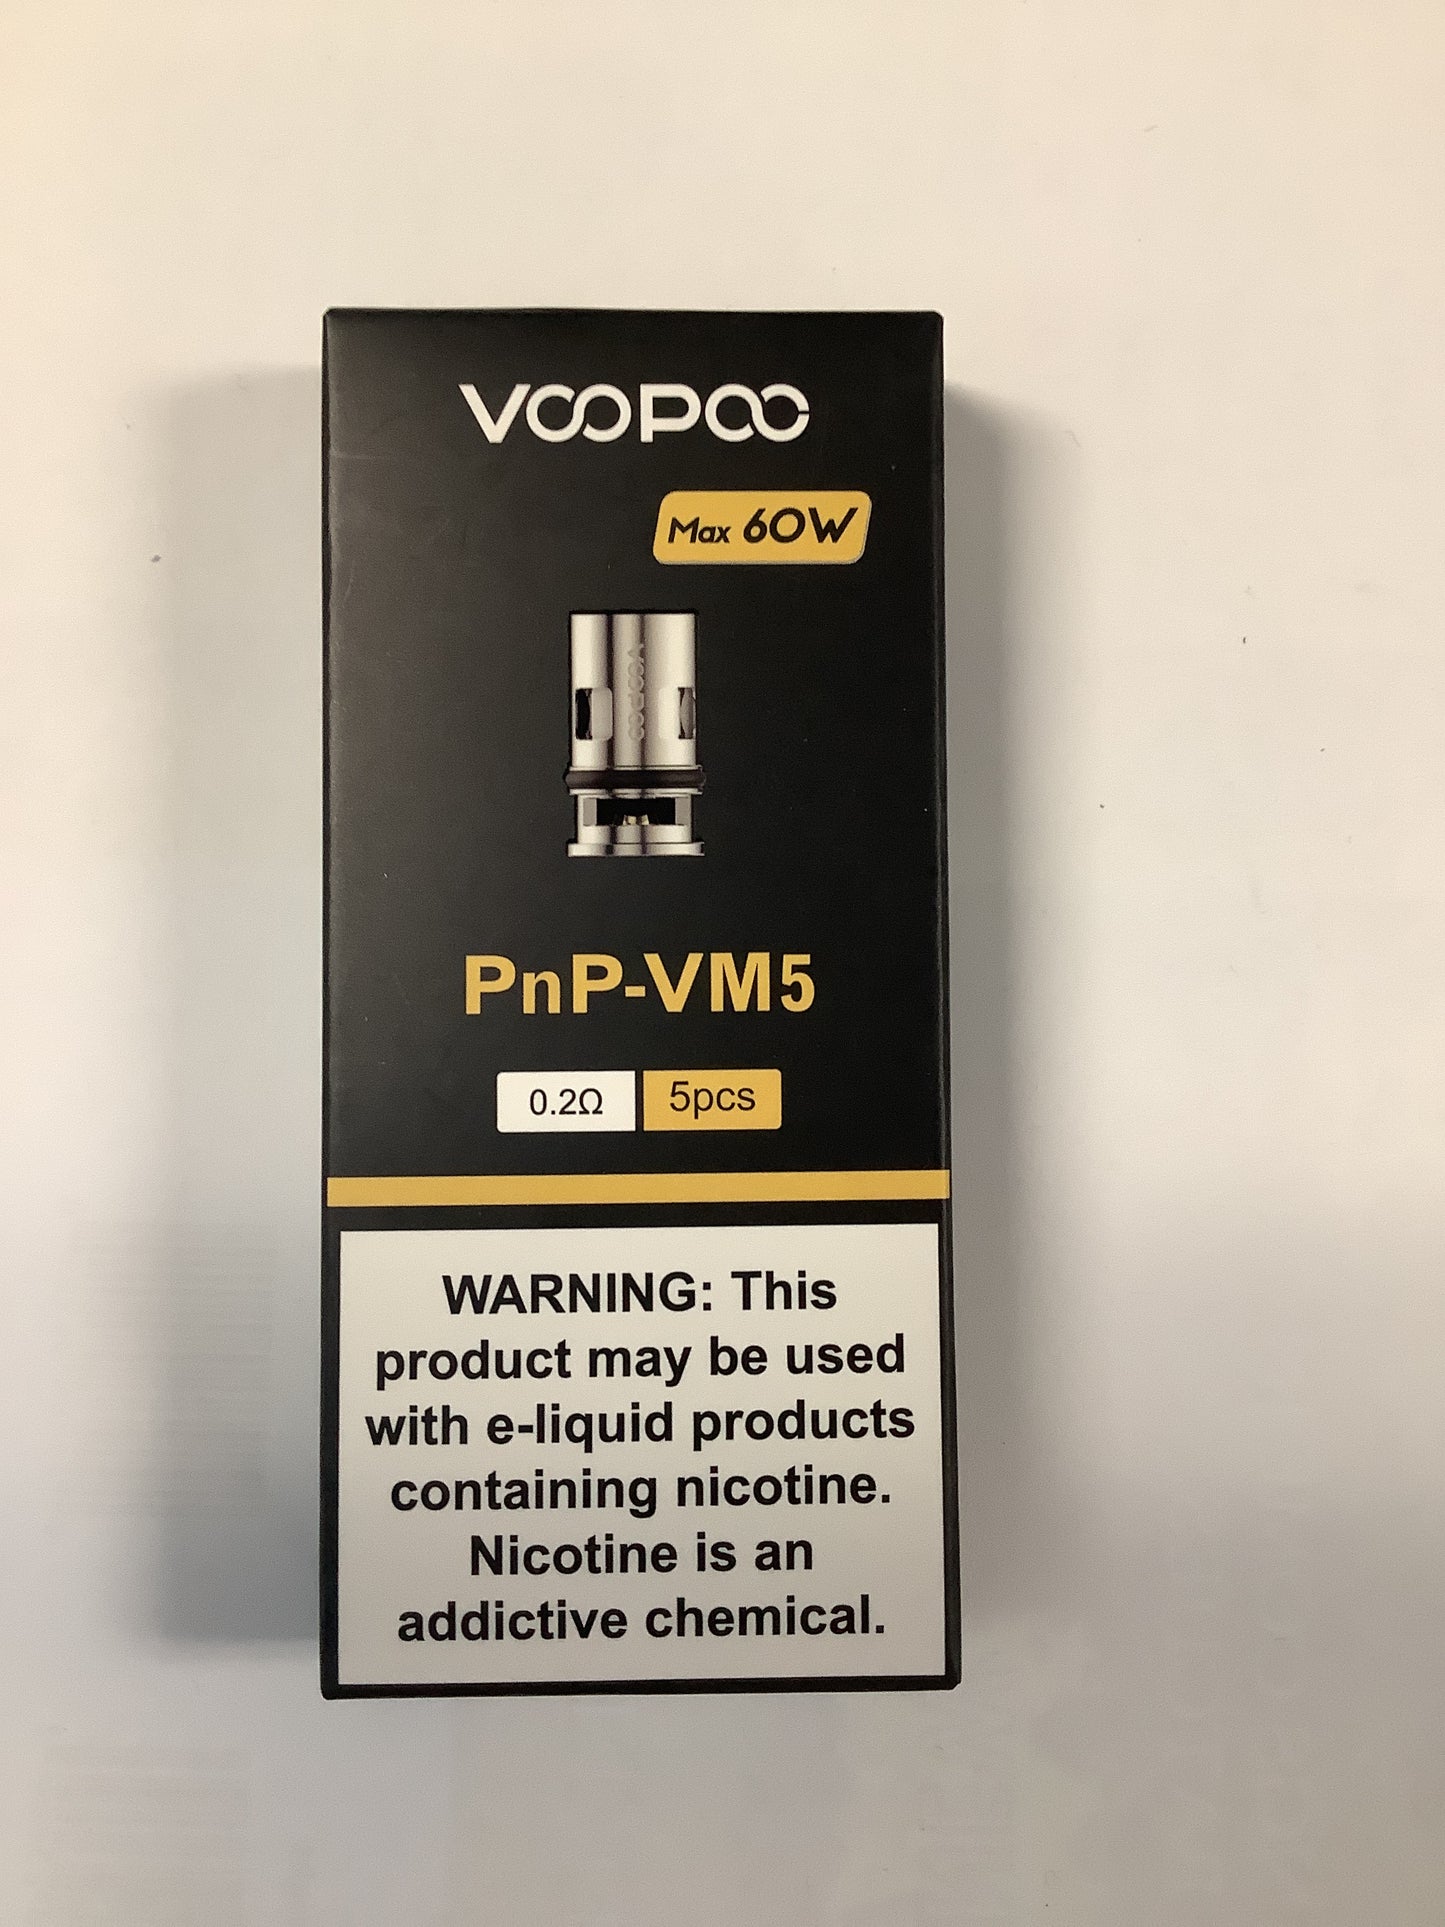 VOOPOO
Max 60W
VOOPOO
PnP-VM5
0.2Ω 5pcs
WARNING: This
product may be used
with e-liquid products
containing nicotine.
Nicotine is an
addictive chemical.